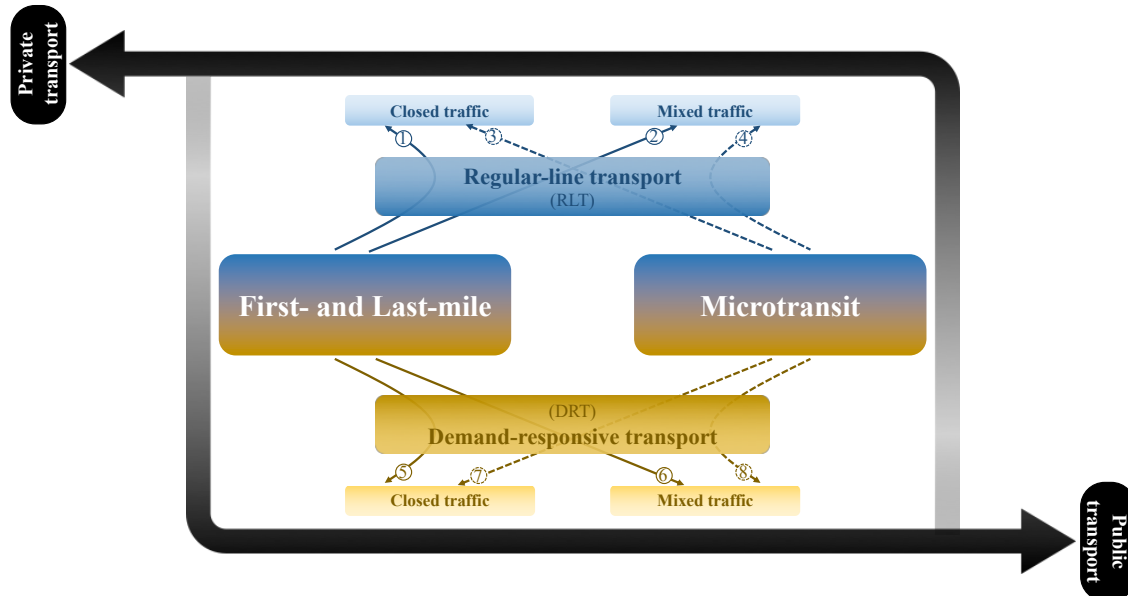 Private
transport
Closed traffic
Mixed traffic
1
3
2
4
Regular-line transport
(RLT)
First- and Last-mile
Microtransit
(DRT)
Demand-responsive transport
5
7
6
8
Closed traffic
Mixed traffic
Public
transport